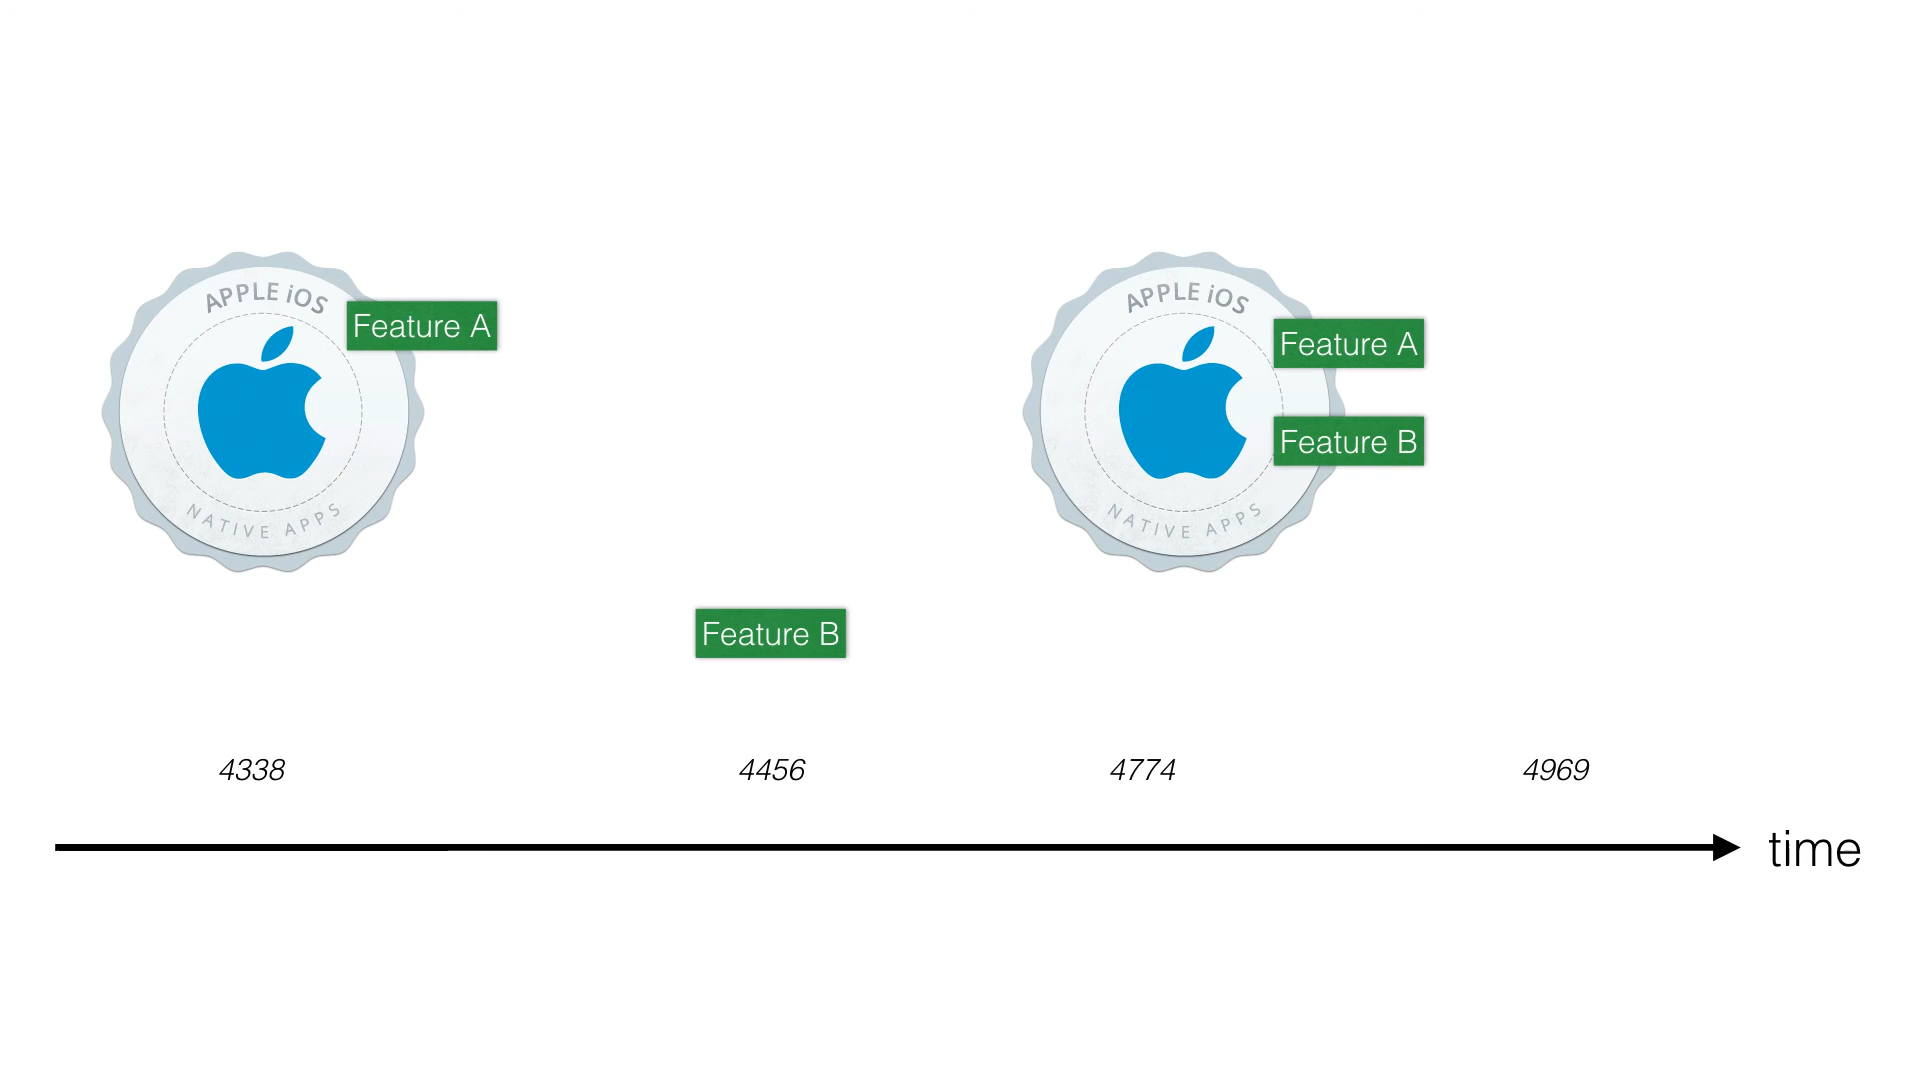 APPLE iOS
Feature A
NATIVE APPS
APPLE iOS
Feature A
Feature B
NATIVE APPS
Feature B
4338
4456
4774
4969
time